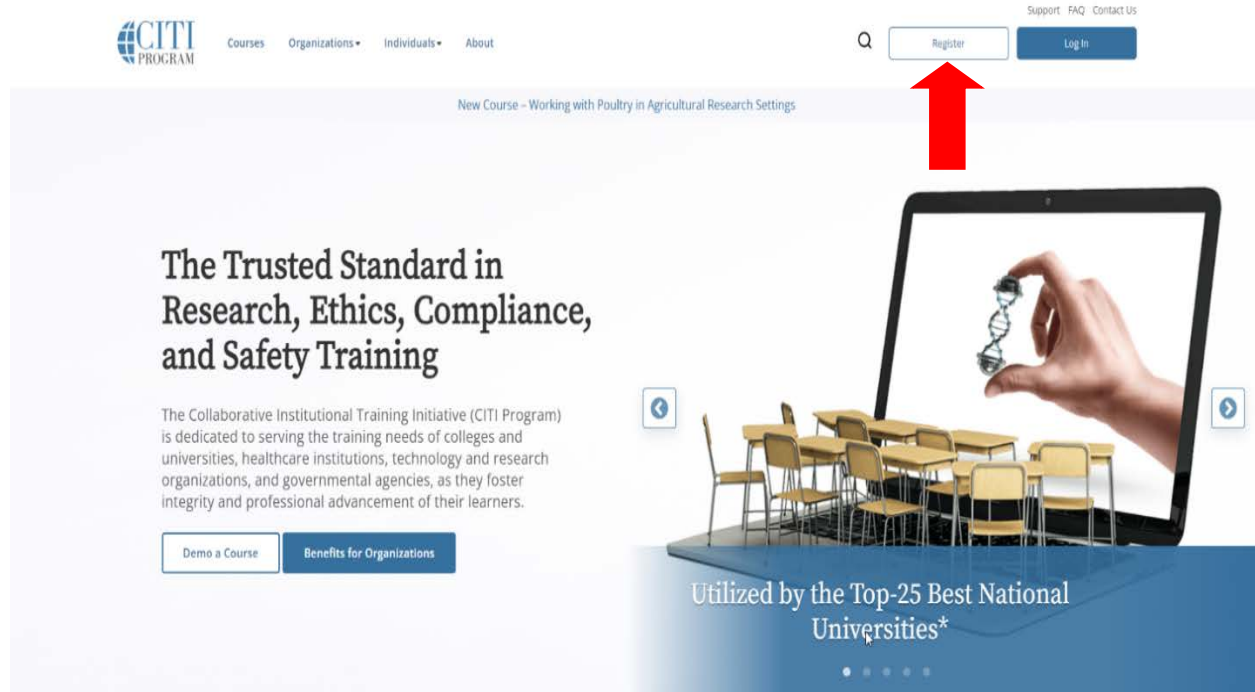 Support FAQ Contact Us
CITI
PROGRAM
Courses Organizations Individuals About
Register Log In
New Course – Working with Poultry in Agricultural Research Settings
The Trusted Standard in
Research, Ethics, Compliance,
and Safety Training
The Collaborative Institutional Training Initiative (CITI Program)
is dedicated to serving the training needs of colleges and
universities, healthcare institutions, technology and research
organizations, and governmental agencies, as they foster
integrity and professional advancement of their learners.
Demo a Course Benefits for Organizations
Utilized by the Top-25 Best National
Universities*